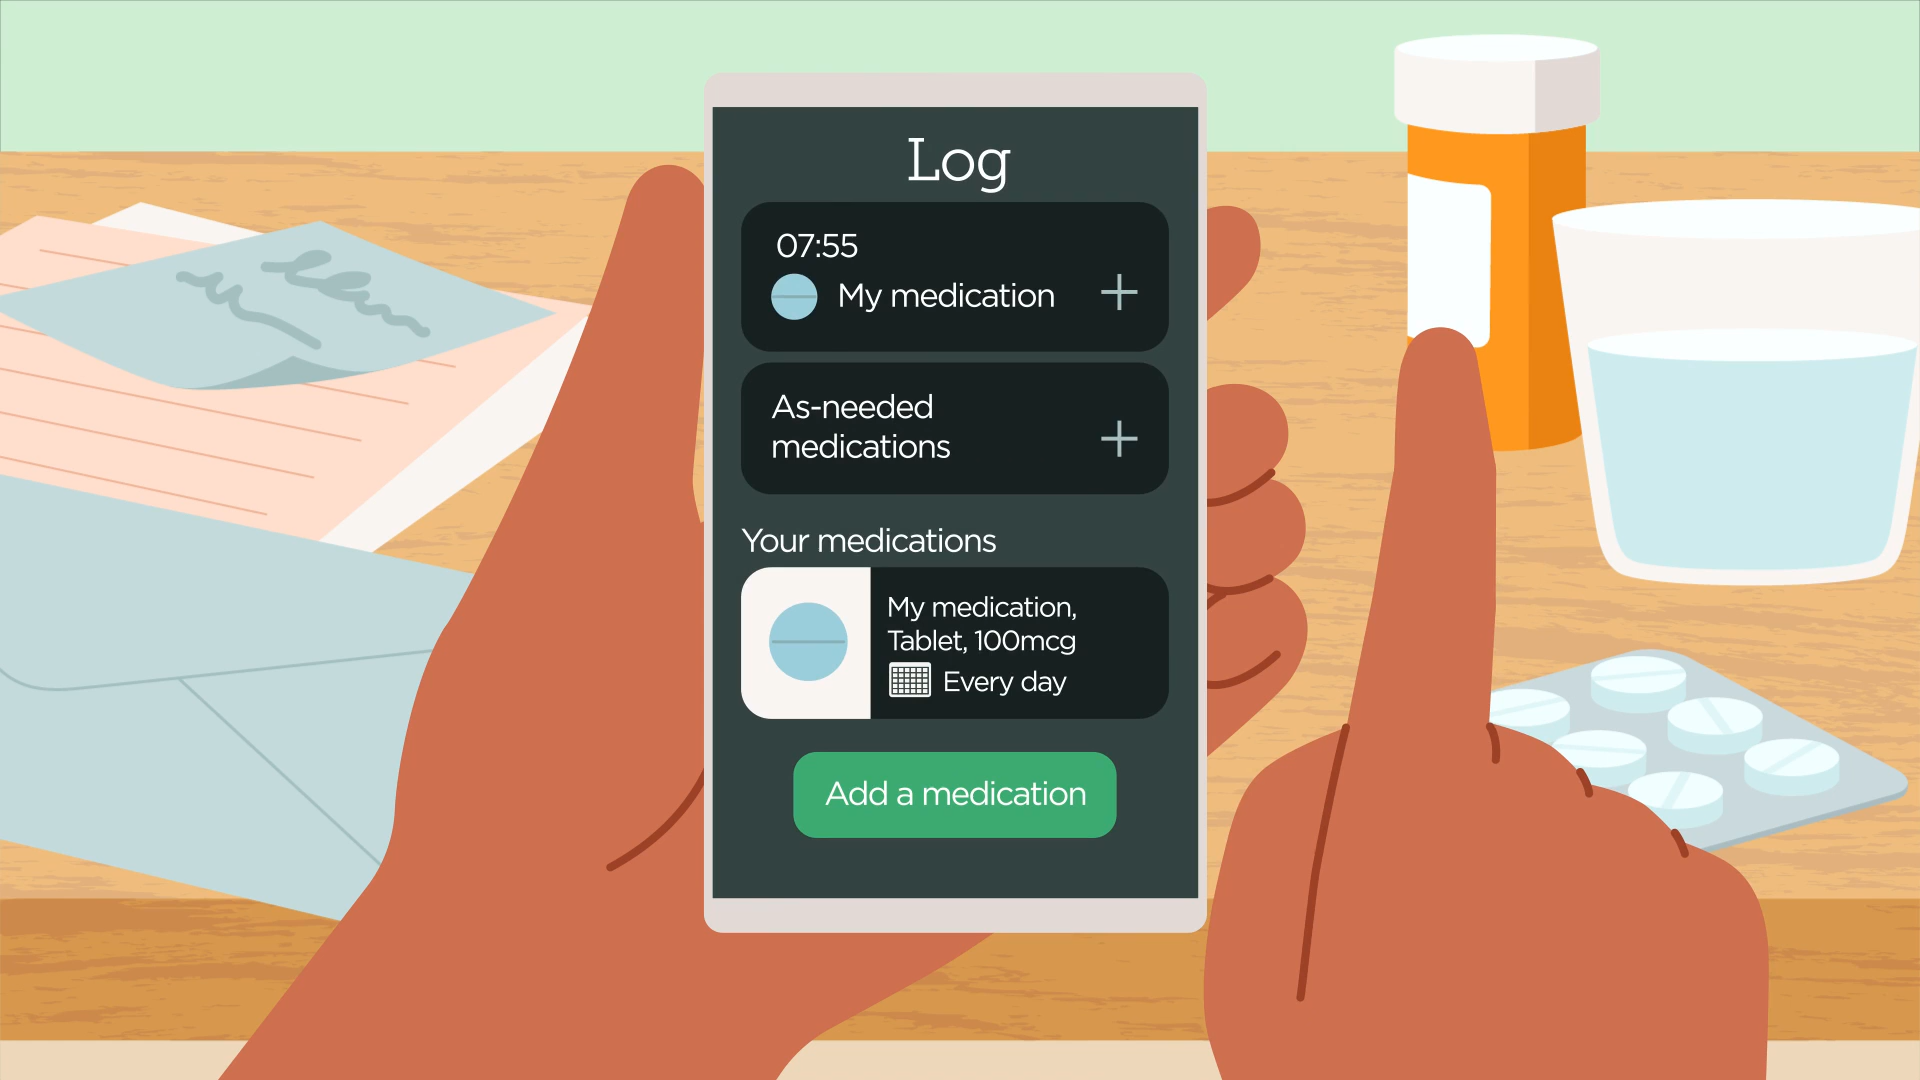 Log
07:55
My medication
As-needed
medications
Your medications
My medication,
Tablet, 100mcg
Every day
Add a medication